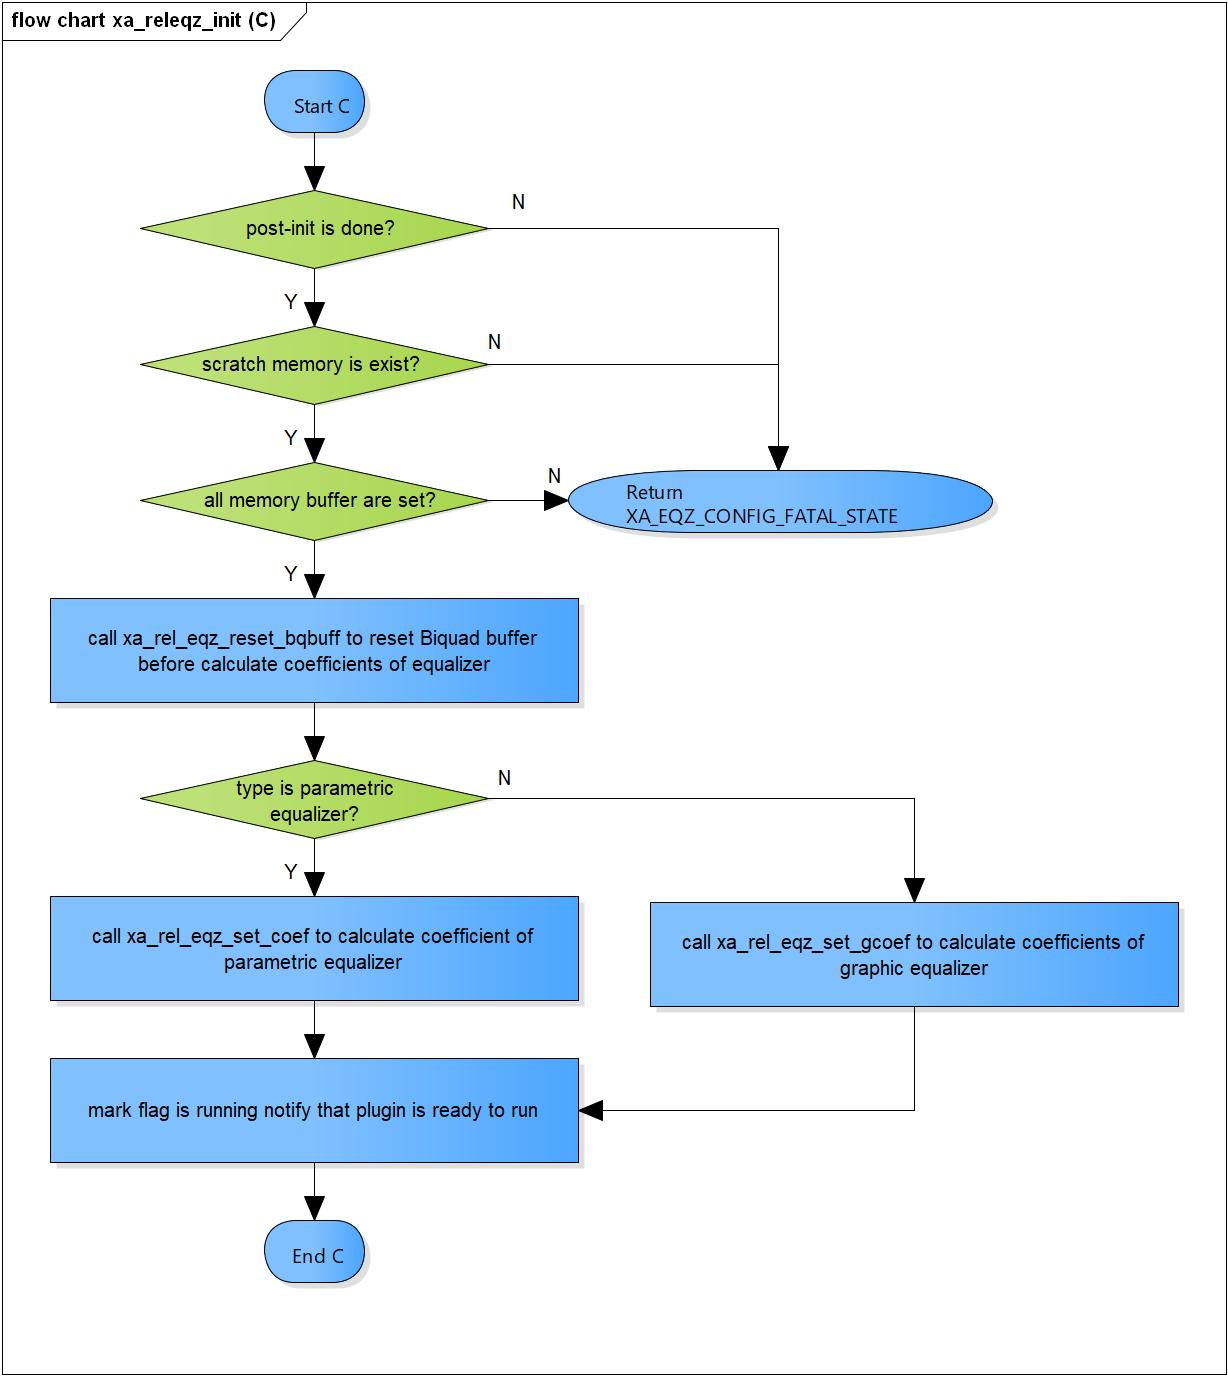 flow chart xa_releqz_init (C)
Start C
post-init is done?
N
Y
scratch memory is exist?
N
Y
all memory buffer are set?
N
Return
XA_EQZ_CONFIG_FATAL_STATE
Y
call xa_rel_eqz_reset_bqbuff to reset Biquad buffer
before calculate coefficients of equalizer
type is parametric
equalizer?
N
Y
call xa_rel_eqz_set_coef to calculate coefficient of
parametric equalizer
call xa_rel_eqz_set_gcoef to calculate coefficients of
graphic equalizer
mark flag is running notify that plugin is ready to run
End C